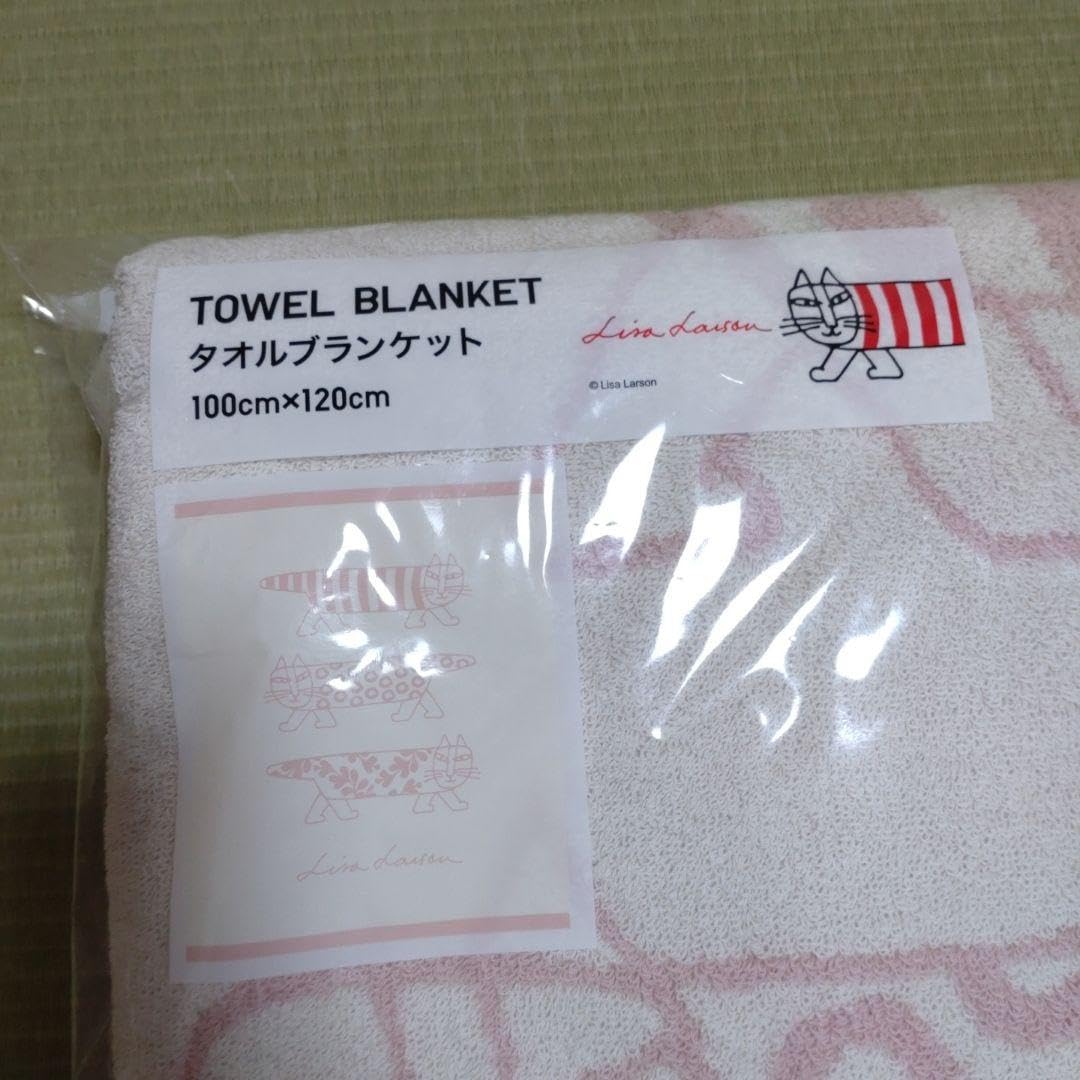 TOWEL BLANKET
タオルブランケット
100cm×120cm
Lisa Larson
© Lisa Larson
Lisa Larson